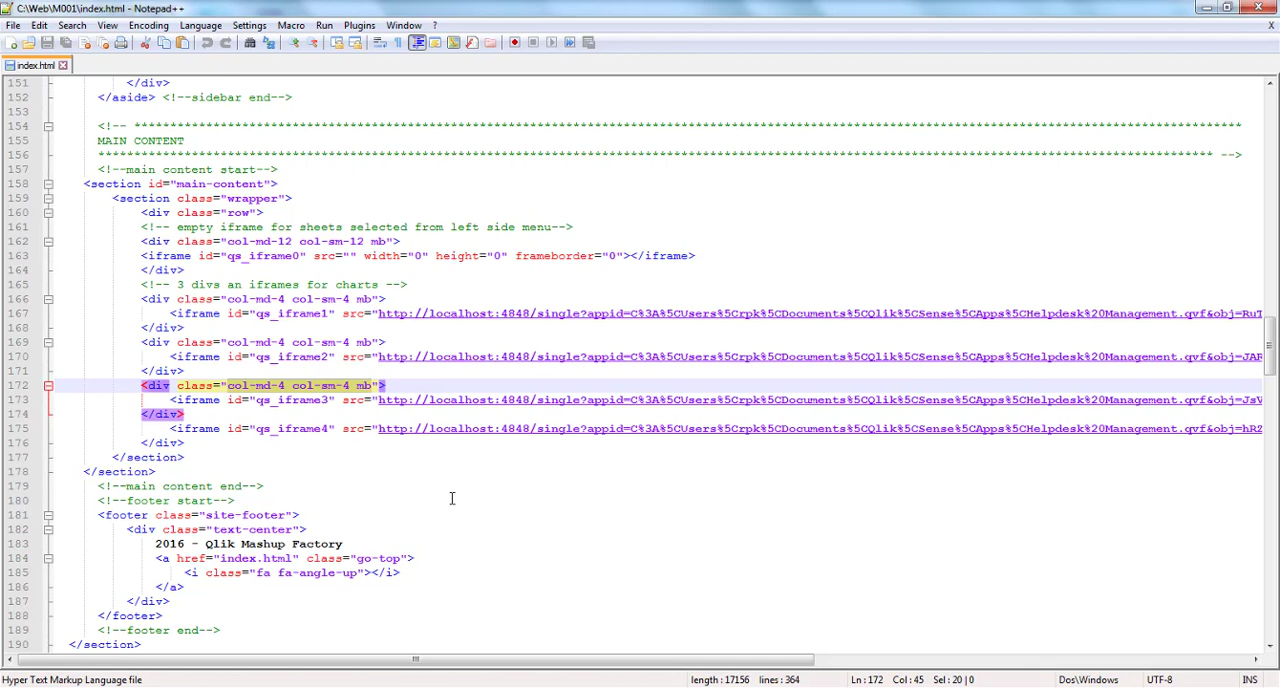 C:\Web\M001\index.html - Notepad++
File Edit Search View Encoding Language Settings Macro Run Plugins Window ? X
index.html
151 </div>
152 </aside> <!--sidebar end-->
153
154 <!-- *********************************************************************************************************************************************************
155 MAIN CONTENT
156 ********************************************************************************************************************************************************* -->
157 <!--main content start-->
158 <section id="main-content">
159 <section class="wrapper">
160 <div class="row">
161 <!-- empty iframe for sheets selected from left side menu-->
162 <div class="col-md-12 col-sm-12 mb">
163 <iframe id="qs_iframe0" src="" width="0" height="0" frameborder="0"></iframe>
164 </div>
165 <!-- 3 divs an iframes for charts -->
166 <div class="col-md-4 col-sm-4 mb">
167 <iframe id="qs_iframe1" src="http://localhost:4848/single?appid=C%3A%5CUsers%5Crpk%5CDocuments%5CQlik%5CSense%5CApps%5CHelpdesk%20Management.qvf&obj=RuT
168 </div>
169 <div class="col-md-4 col-sm-4 mb">
170 <iframe id="qs_iframe2" src="http://localhost:4848/single?appid=C%3A%5CUsers%5Crpk%5CDocuments%5CQlik%5CSense%5CApps%5CHelpdesk%20Management.qvf&obj=JAR
171 </div>
172 <div class="col-md-4 col-sm-4 mb">
173 <iframe id="qs_iframe3" src="http://localhost:4848/single?appid=C%3A%5CUsers%5Crpk%5CDocuments%5CQlik%5CSense%5CApps%5CHelpdesk%20Management.qvf&obj=JsV
174 </div>
175 <iframe id="qs_iframe4" src="http://localhost:4848/single?appid=C%3A%5CUsers%5Crpk%5CDocuments%5CQlik%5CSense%5CApps%5CHelpdesk%20Management.qvf&obj=hRZ
176 </div>
177 </section>
178 </section>
179 <!--main content end-->
180 <!--footer start-->
181 <footer class="site-footer">
182 <div class="text-center">
183 2016 - Qlik Mashup Factory
184 <a href="index.html" class="go-top">
185 <i class="fa fa-angle-up"></i>
186 </a>
187 </div>
188 </footer>
189 <!--footer end-->
190 </section>
Hyper Text Markup Language file length : 17156 lines : 364 Ln : 172 Col : 45 Sel : 20 | 0 Dos\Windows UTF-8 INS